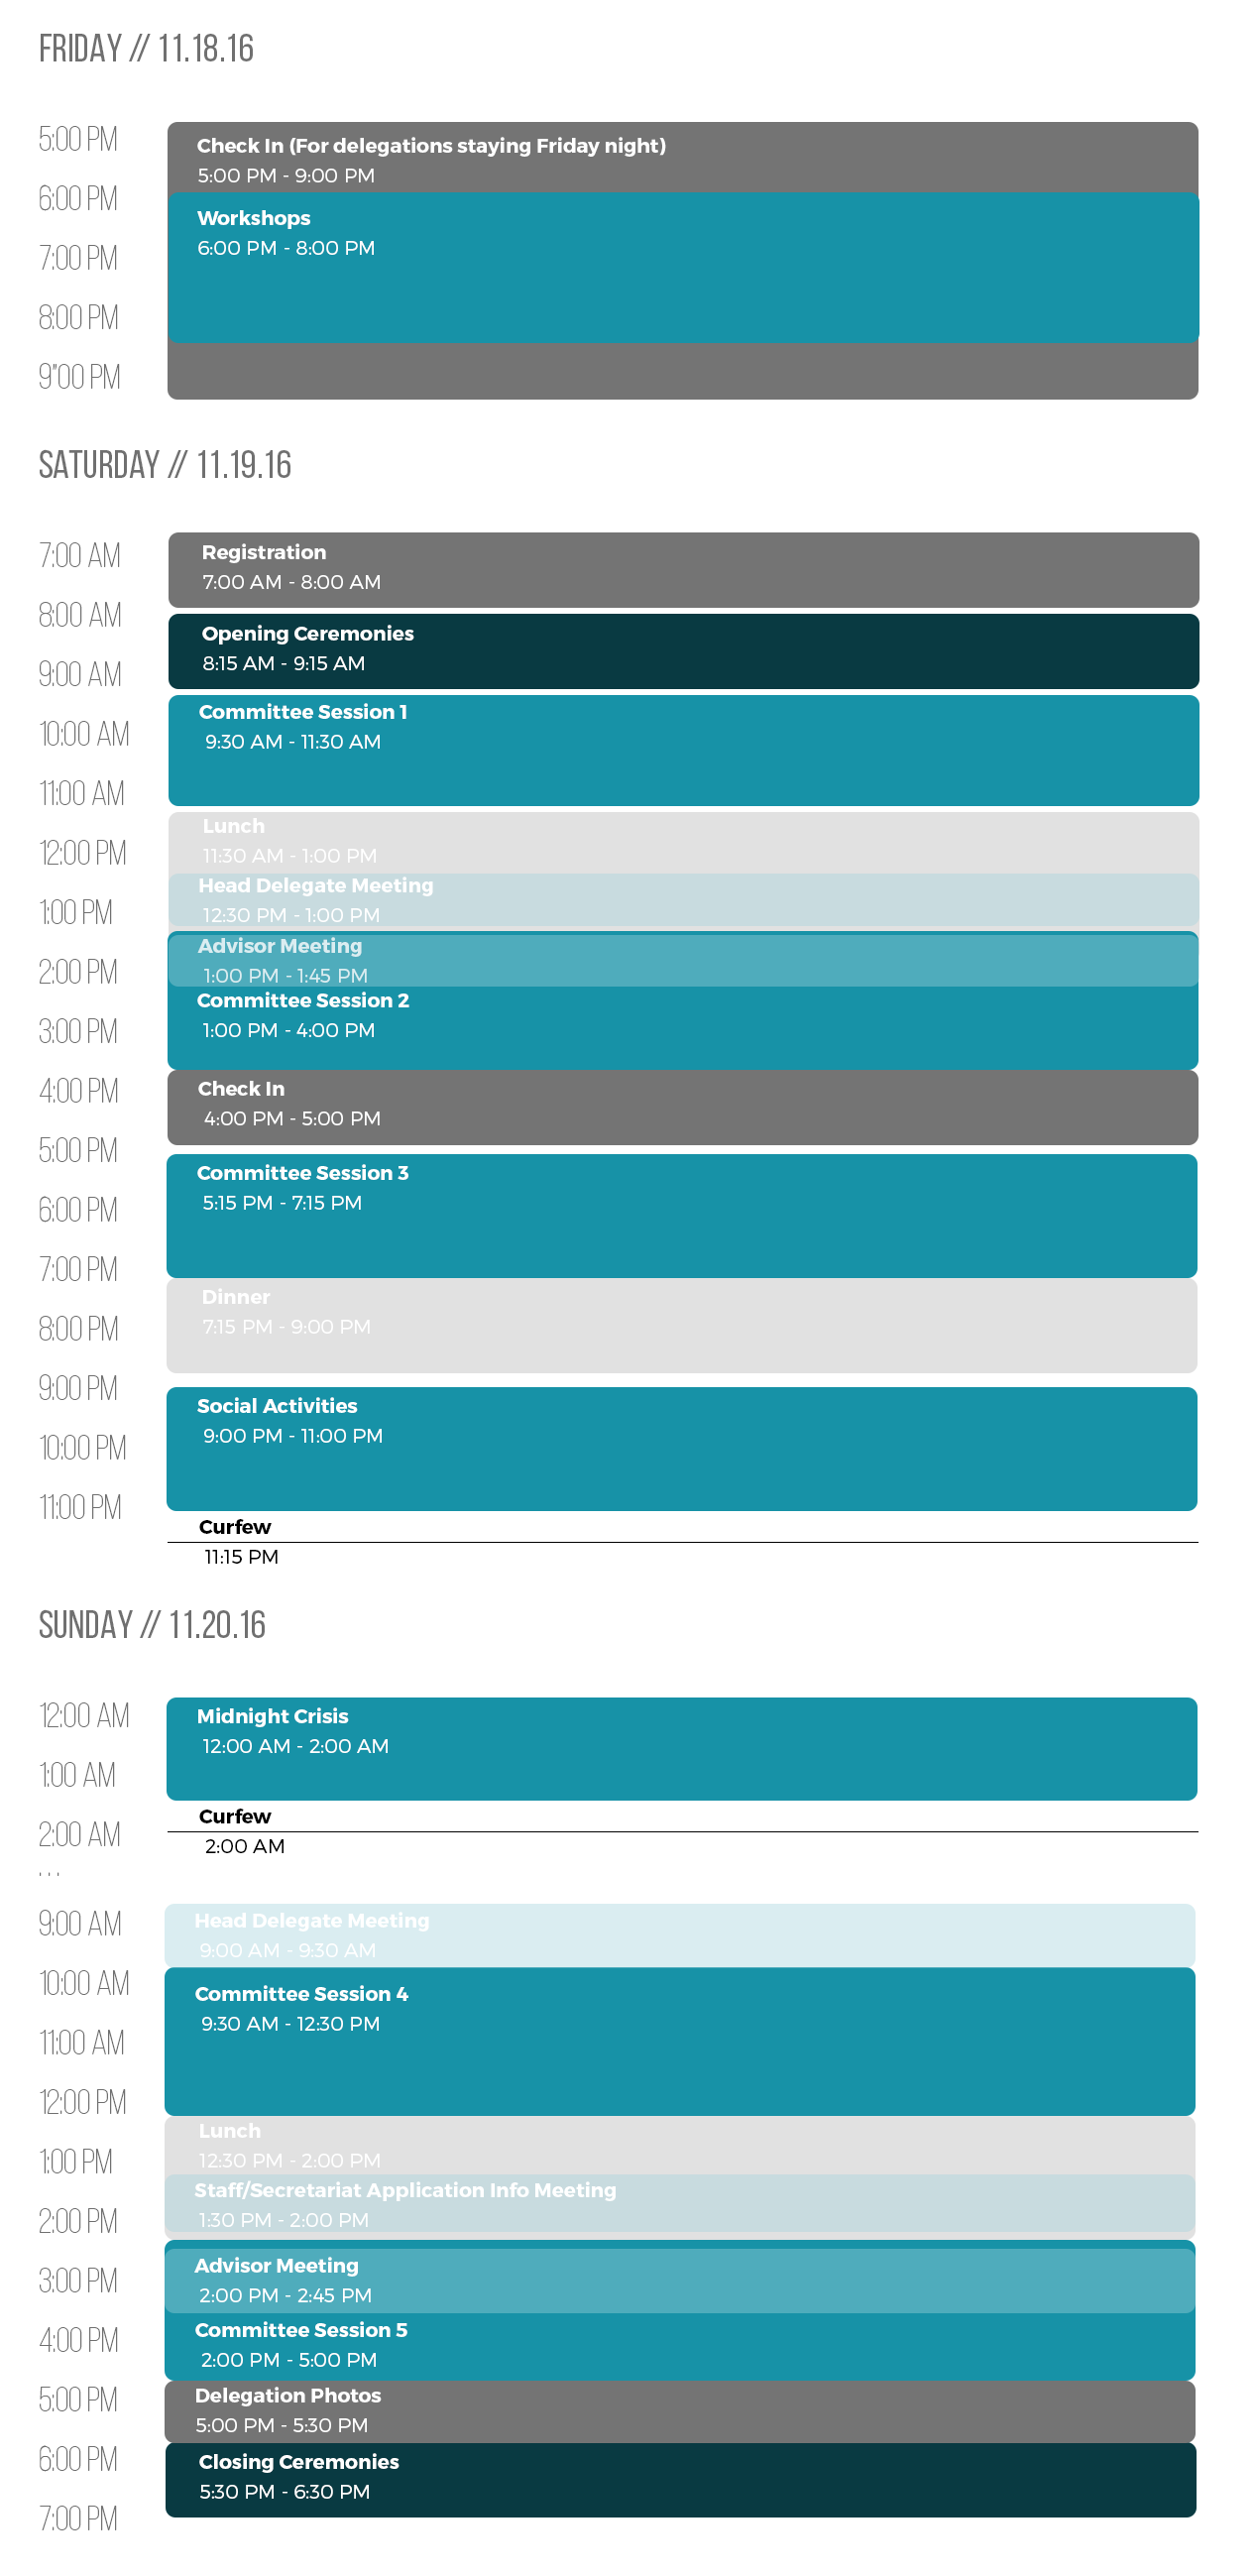 FRIDAY // 11.18.16
5:00 PM
Check In (For delegations staying Friday night)
5:00 PM - 9:00 PM
6:00 PM
Workshops
6:00 PM - 8:00 PM
7:00 PM
8:00 PM
9"00 PM
SATURDAY // 11.19.16
7:00 AM
Registration
7:00 AM - 8:00 AM
8:00 AM
Opening Ceremonies
8:15 AM - 9:15 AM
9:00 AM
Committee Session 1
9:30 AM - 11:30 AM
10:00 AM
11:00 AM
Lunch
11:30 AM - 1:00 PM
12:00 PM
Head Delegate Meeting
12:30 PM - 1:00 PM
1:00 PM
Advisor Meeting
1:00 PM - 1:45 PM
2:00 PM
Committee Session 2
1:00 PM - 4:00 PM
3:00 PM
4:00 PM
Check In
4:00 PM - 5:00 PM
5:00 PM
Committee Session 3
5:15 PM - 7:15 PM
6:00 PM
7:00 PM
Dinner
7:15 PM - 9:00 PM
8:00 PM
9:00 PM
Social Activities
9:00 PM - 11:00 PM
10:00 PM
11:00 PM
Curfew
11:15 PM
SUNDAY // 11.20.16
12:00 AM
Midnight Crisis
12:00 AM - 2:00 AM
1:00 AM
Curfew
2:00 AM
2:00 AM
...
9:00 AM
Head Delegate Meeting
9:00 AM - 9:30 AM
10:00 AM
Committee Session 4
9:30 AM - 12:30 PM
11:00 AM
12:00 PM
Lunch
12:30 PM - 2:00 PM
1:00 PM
Staff/Secretariat Application Info Meeting
1:30 PM - 2:00 PM
2:00 PM
Advisor Meeting
2:00 PM - 2:45 PM
3:00 PM
Committee Session 5
2:00 PM - 5:00 PM
4:00 PM
5:00 PM
Delegation Photos
5:00 PM - 5:30 PM
6:00 PM
Closing Ceremonies
5:30 PM - 6:30 PM
7:00 PM